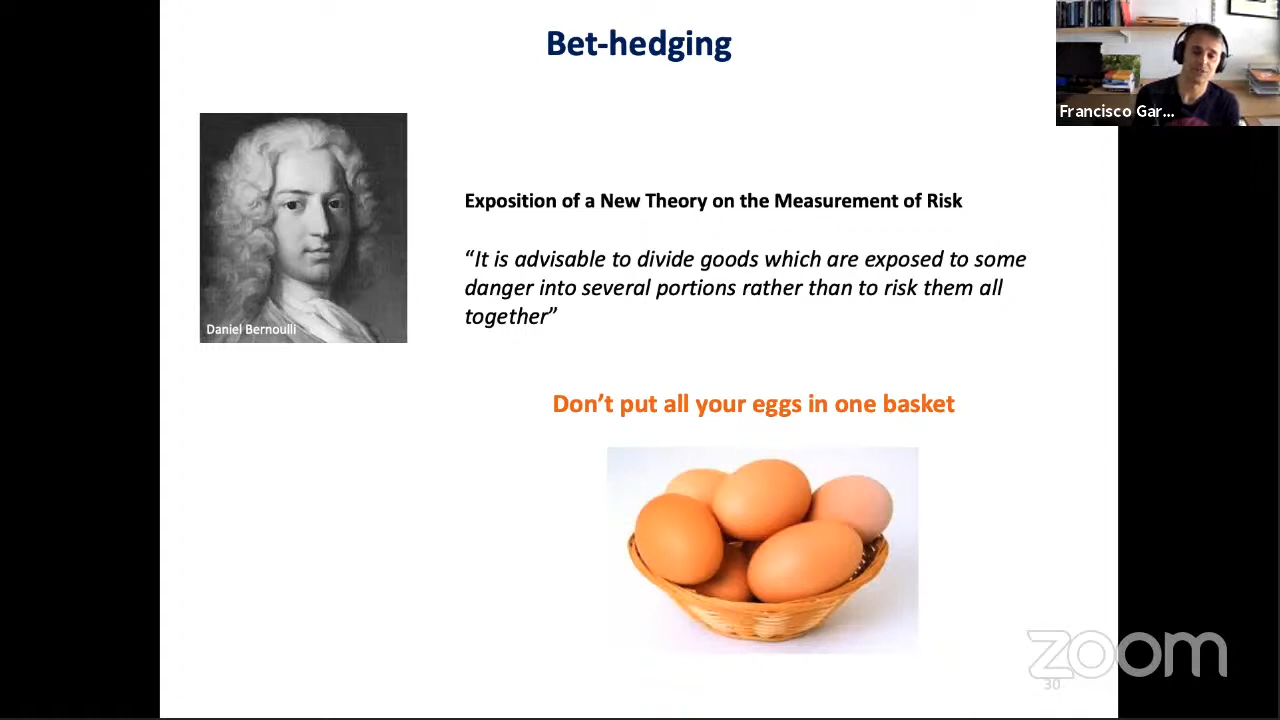 Bet-hedging
Francisco Gar...
Exposition of a New Theory on the Measurement of Risk
“It is advisable to divide goods which are exposed to some
danger into several portions rather than to risk them all
together”
Daniel Bernoulli
Don’t put all your eggs in one basket
zoom
30